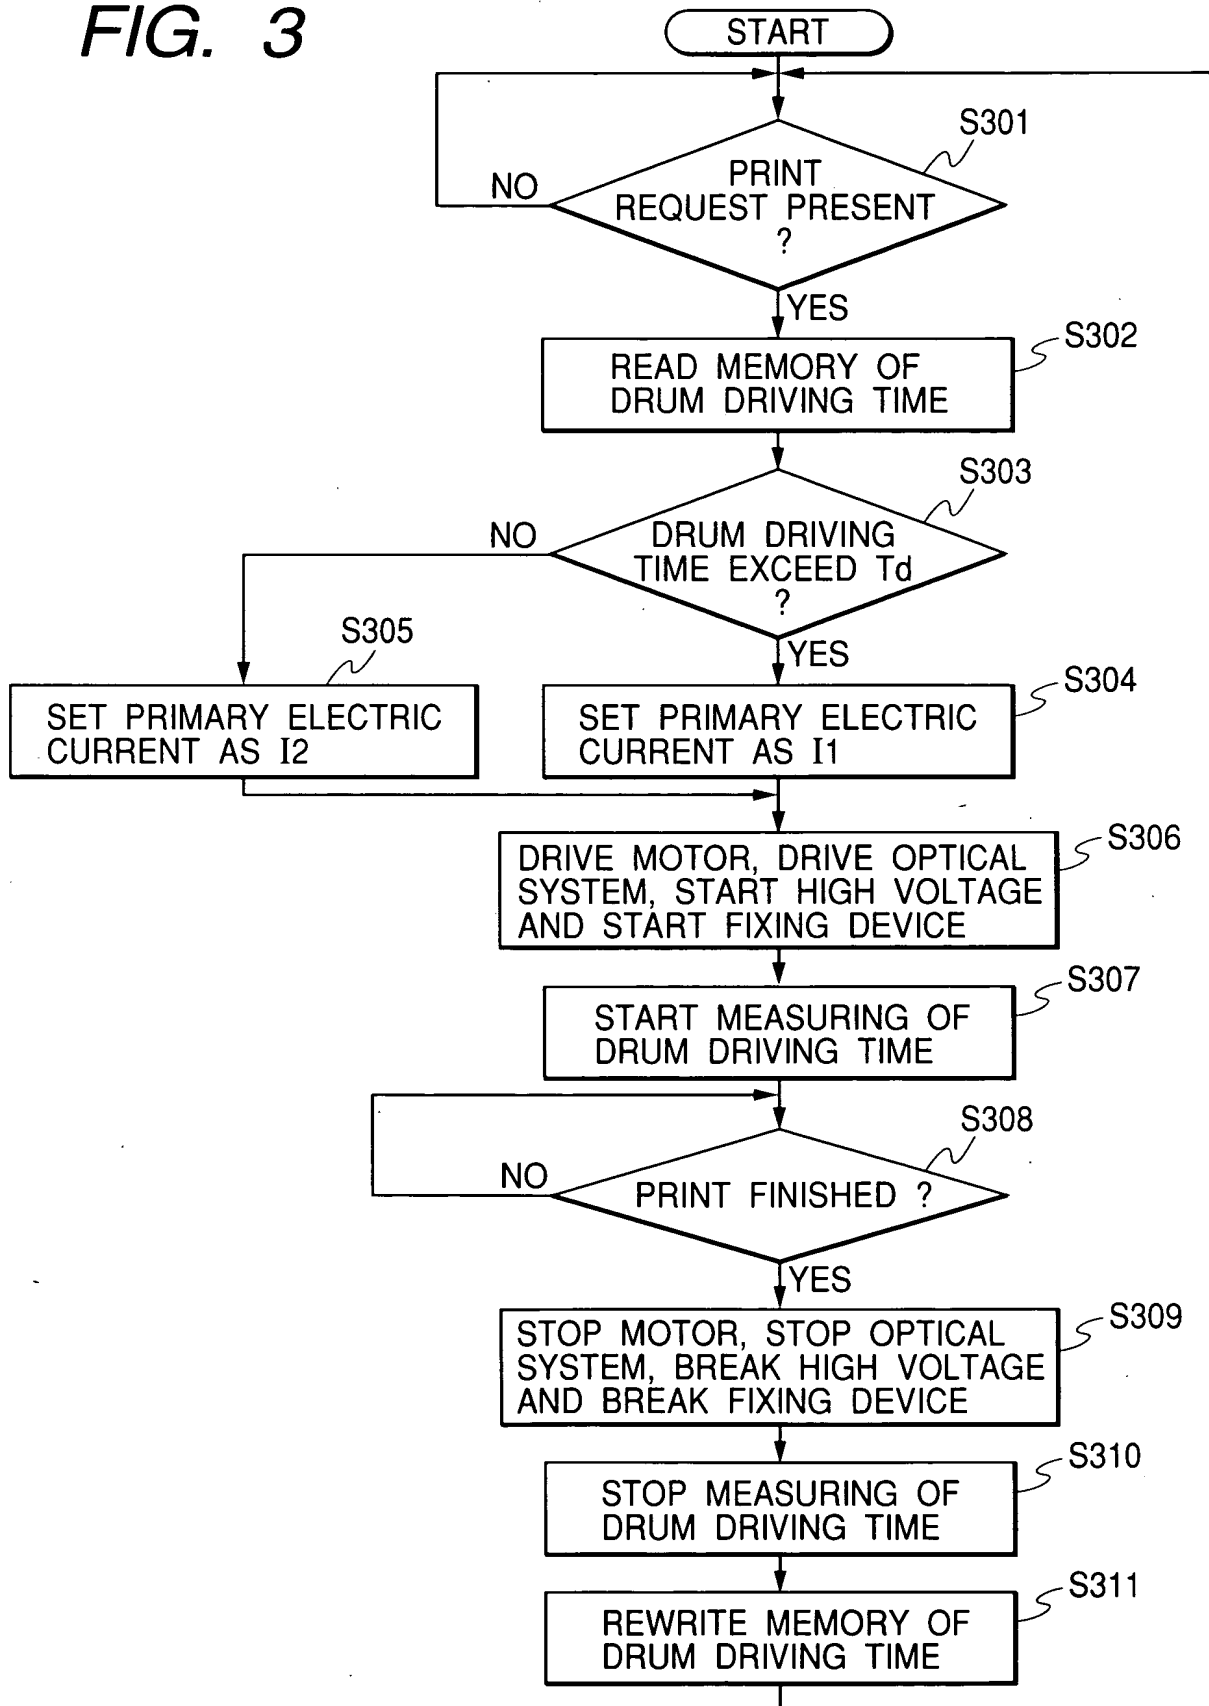 FIG. 3
START
S301
PRINT
REQUEST PRESENT
?
NO
YES
S302
READ MEMORY OF
DRUM DRIVING TIME
S303
DRUM DRIVING
TIME EXCEED Td
?
NO
YES
S305
SET PRIMARY ELECTRIC
CURRENT AS I2
S304
SET PRIMARY ELECTRIC
CURRENT AS I1
S306
DRIVE MOTOR, DRIVE OPTICAL
SYSTEM, START HIGH VOLTAGE
AND START FIXING DEVICE
S307
START MEASURING OF
DRUM DRIVING TIME
S308
PRINT FINISHED ?
NO
YES
S309
STOP MOTOR, STOP OPTICAL
SYSTEM, BREAK HIGH VOLTAGE
AND BREAK FIXING DEVICE
S310
STOP MEASURING OF
DRUM DRIVING TIME
S311
REWRITE MEMORY OF
DRUM DRIVING TIME